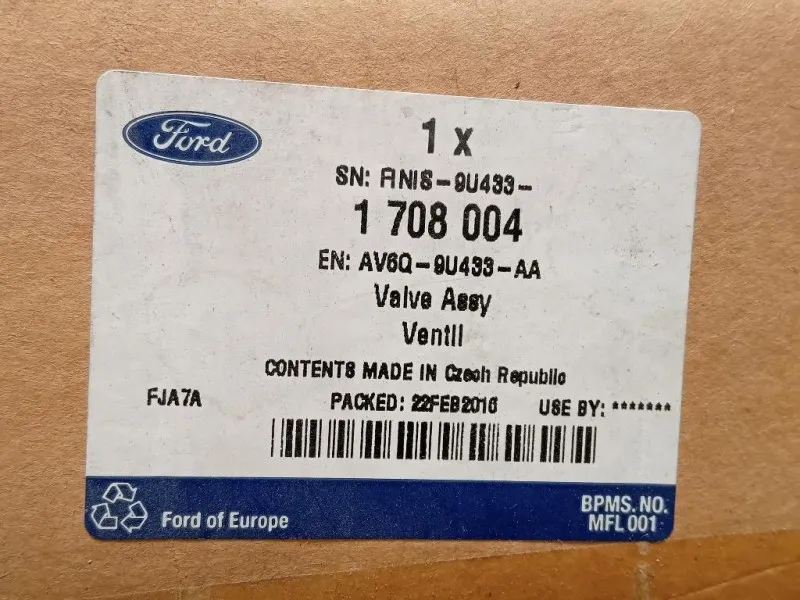 Ford
1 x
SN: FINIS-9U433-
1 708 004
EN: AV6Q-9U433-AA
Valve Assy
Ventil
CONTENTS MADE IN Czech Republic
FJA7A PACKED: 22FEB2016 USE BY: *******
Ford of Europe
BPMS. NO.
MFL 001